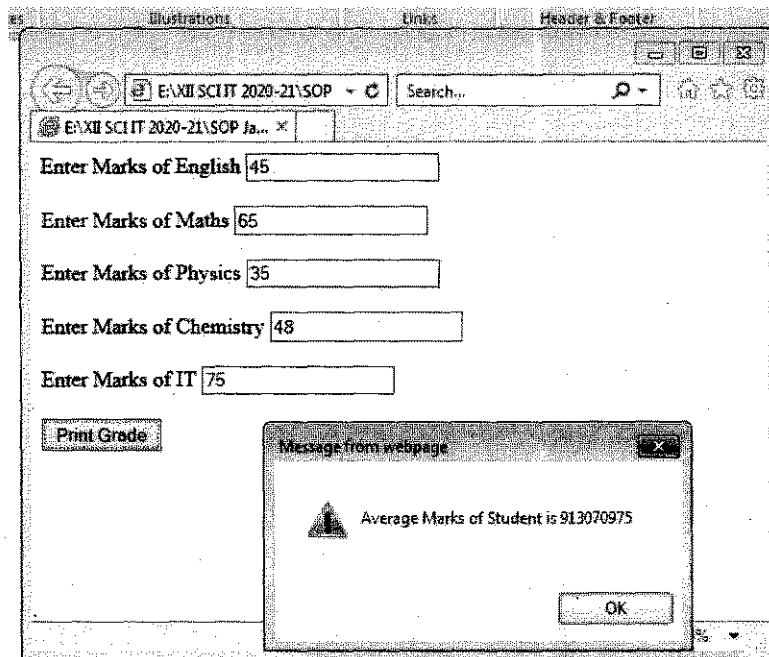 es Illustrations Links Header & Footer
E:\XII SCI IT 2020-21\SOP Search...
E:\XII SCI IT 2020-21\SOP Ja... ×
Enter Marks of English 45
Enter Marks of Maths 65
Enter Marks of Physics 35
Enter Marks of Chemistry 48
Enter Marks of IT 75
Print Grade
Message from webpage
Average Marks of Student is 913070975
OK
%